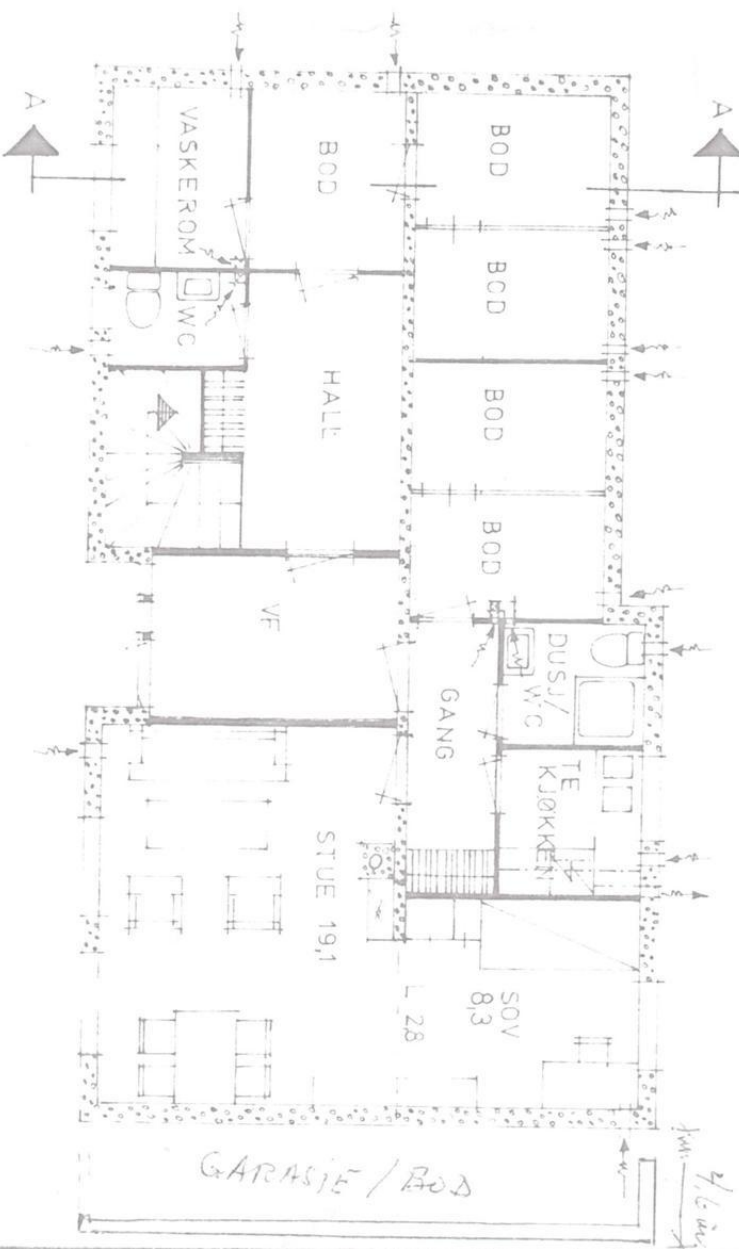 A
A
BOD
BOD
BOD
BOD
BOD
VASKEROM
WC
HALL
VF
GANG
DUSJ/
WC
TE
KJØKKEN
STUE 19,1
SOV
8,3
L 2,8
GARASJE / BOD